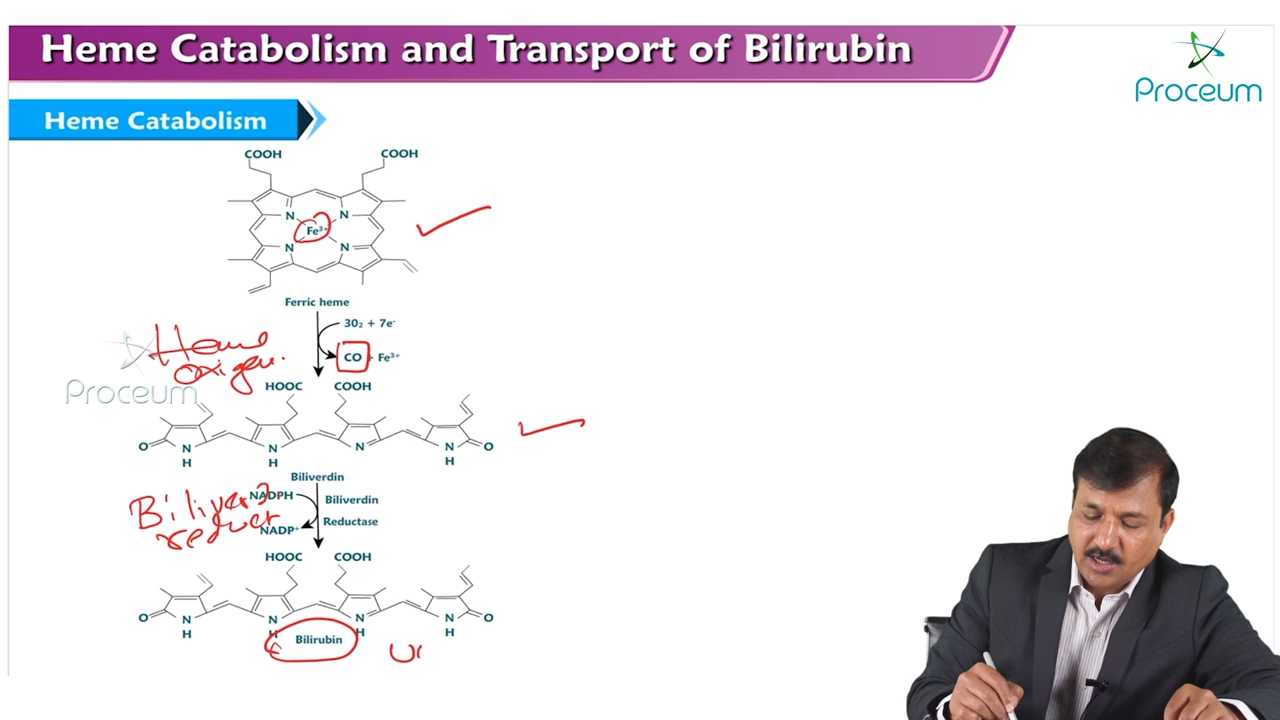 Heme Catabolism and Transport of Bilirubin
Proceum
Heme Catabolism
COOH COOH
N N
Fe³⁺
N N
Ferric heme
3O₂ + 7e⁻
Heme
CO + Fe³⁺
Proceum
HOOC COOH
O N N N N O
H H H
Biliverdin
NADPH Biliverdin
reduct
NADP⁺ Reductase
HOOC COOH
O N N N N O
H H H H
Bilirubin